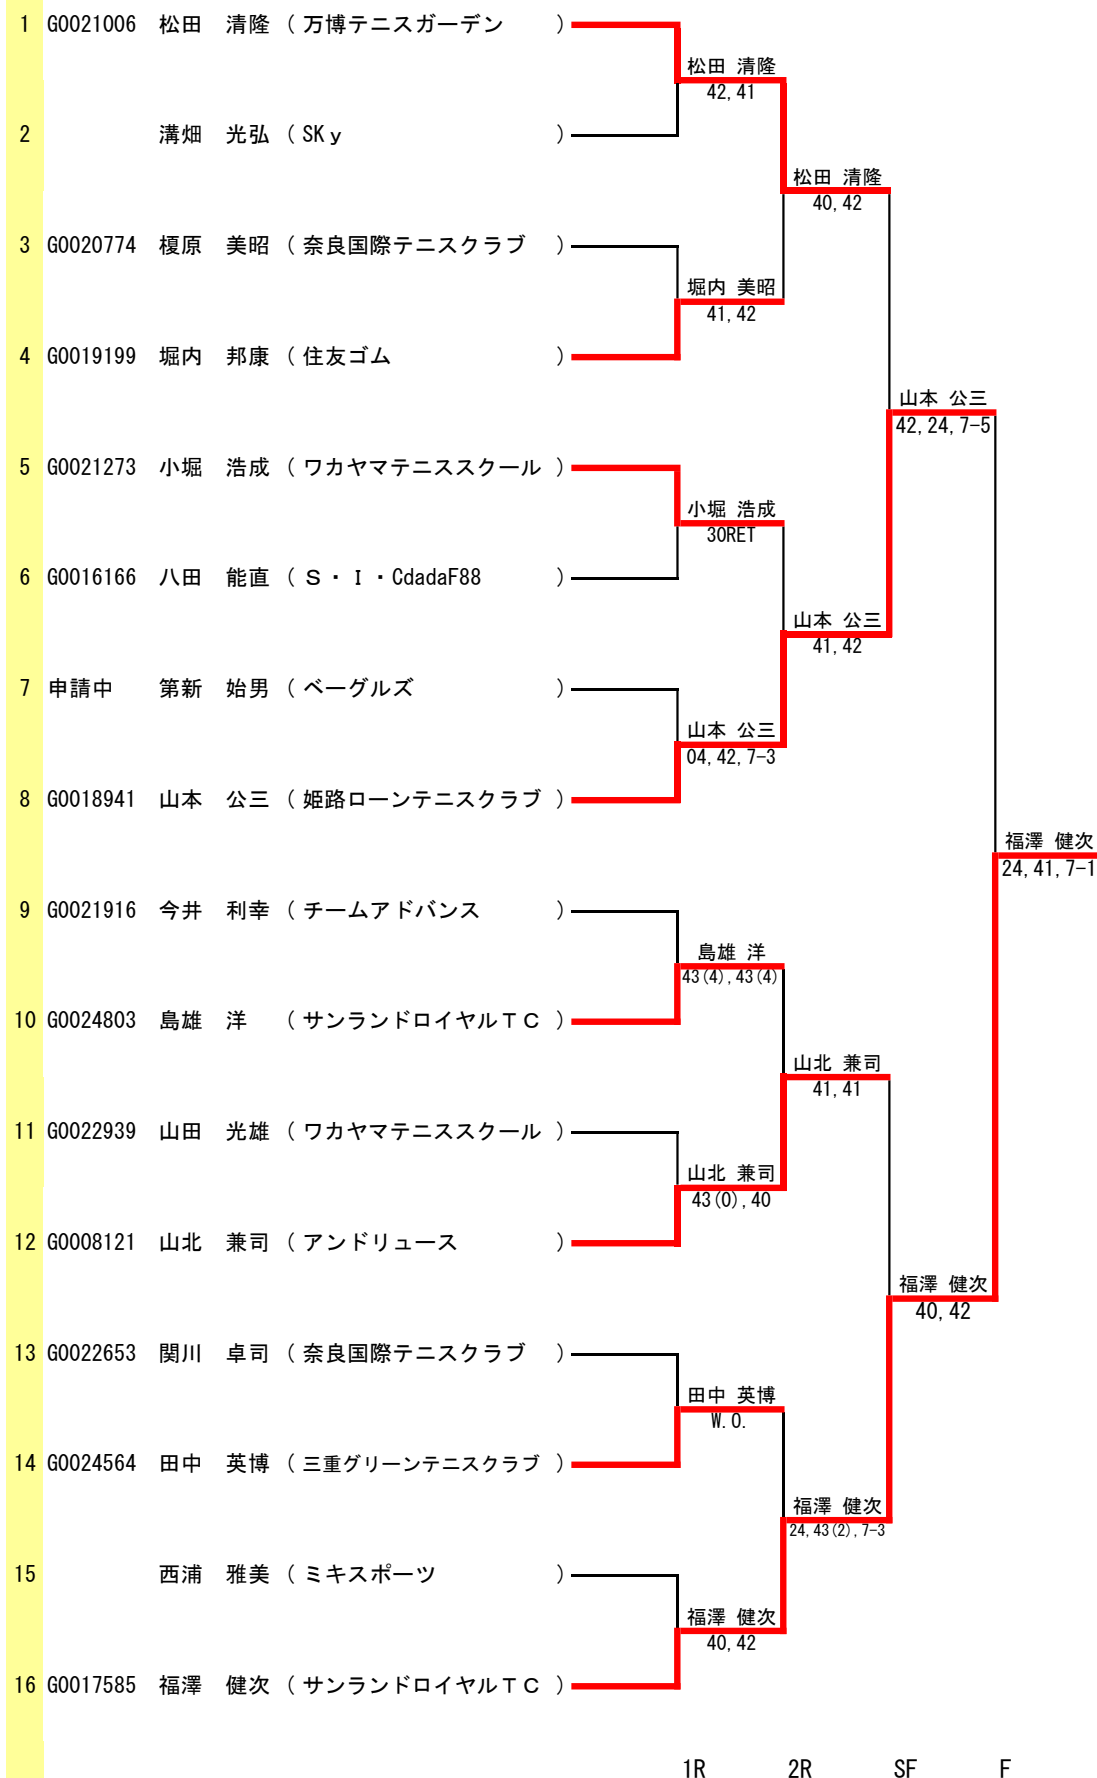 1 G0021006 松田 清隆 （ 万博テニスガーデン ）
松田 清隆
42,41
2 溝畑 光弘 （ SKｙ ）
松田 清隆
40,42
3 G0020774 榎原 美昭 （ 奈良国際テニスクラブ ）
堀内 美昭
41,42
4 G0019199 堀内 邦康 （ 住友ゴム ）
山本 公三
42,24,7-5
5 G0021273 小堀 浩成 （ ワカヤマテニススクール ）
小堀 浩成
30RET
6 G0016166 八田 能直 （ Ｓ・Ｉ・CdadaF88 ）
山本 公三
41,42
7 申請中 第新 始男 （ ベーグルズ ）
山本 公三
04,42,7-3
8 G0018941 山本 公三 （ 姫路ローンテニスクラブ ）
福澤 健次
24,41,7-1
9 G0021916 今井 利幸 （ チームアドバンス ）
島雄 洋
43(4),43(4)
10 G0024803 島雄 洋 （ サンランドロイヤルＴＣ ）
山北 兼司
41,41
11 G0022939 山田 光雄 （ ワカヤマテニススクール ）
山北 兼司
43(0),40
12 G0008121 山北 兼司 （ アンドリュース ）
福澤 健次
40,42
13 G0022653 関川 卓司 （ 奈良国際テニスクラブ ）
田中 英博
W.O.
14 G0024564 田中 英博 （ 三重グリーンテニスクラブ ）
福澤 健次
24,43(2),7-3
15 西浦 雅美 （ ミキスポーツ ）
福澤 健次
40,42
16 G0017585 福澤 健次 （ サンランドロイヤルＴＣ ）
1R 2R SF F